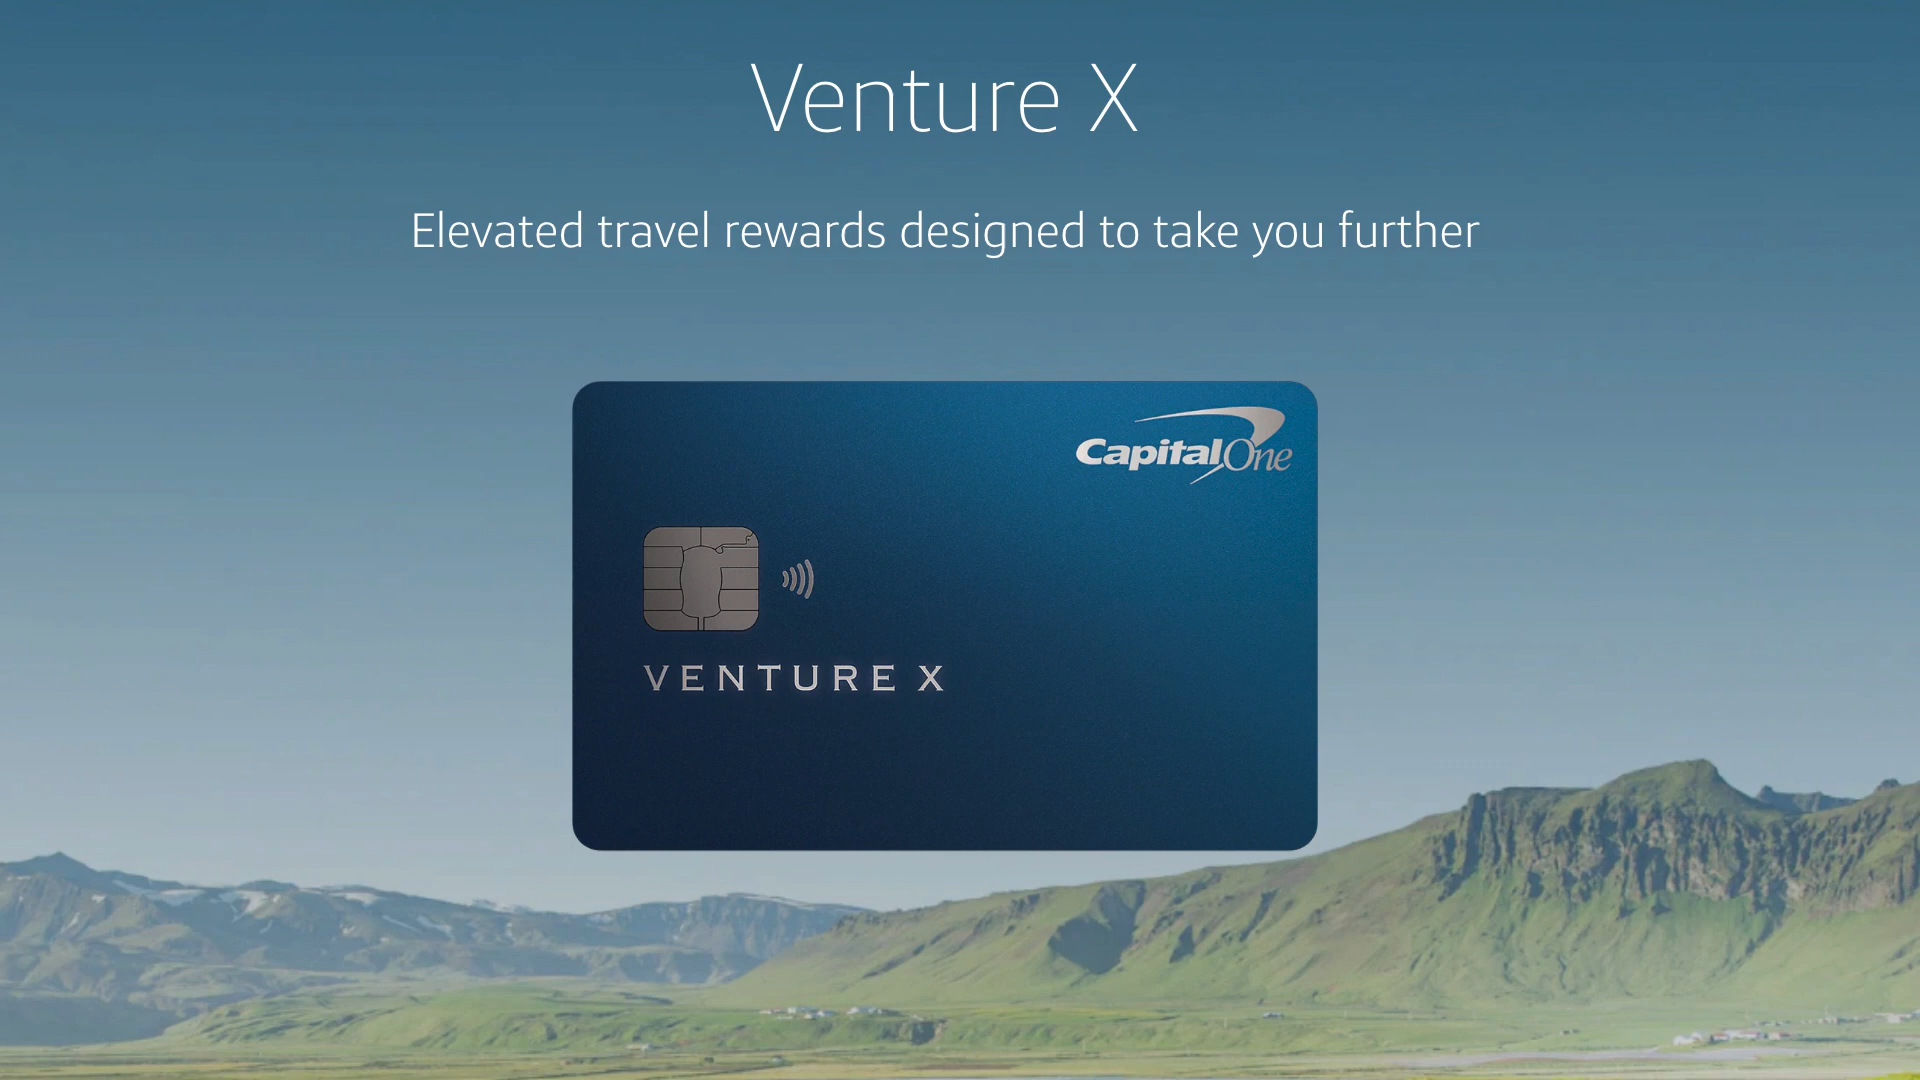 Venture X
Elevated travel rewards designed to take you further
CapitalOne
VENTURE X